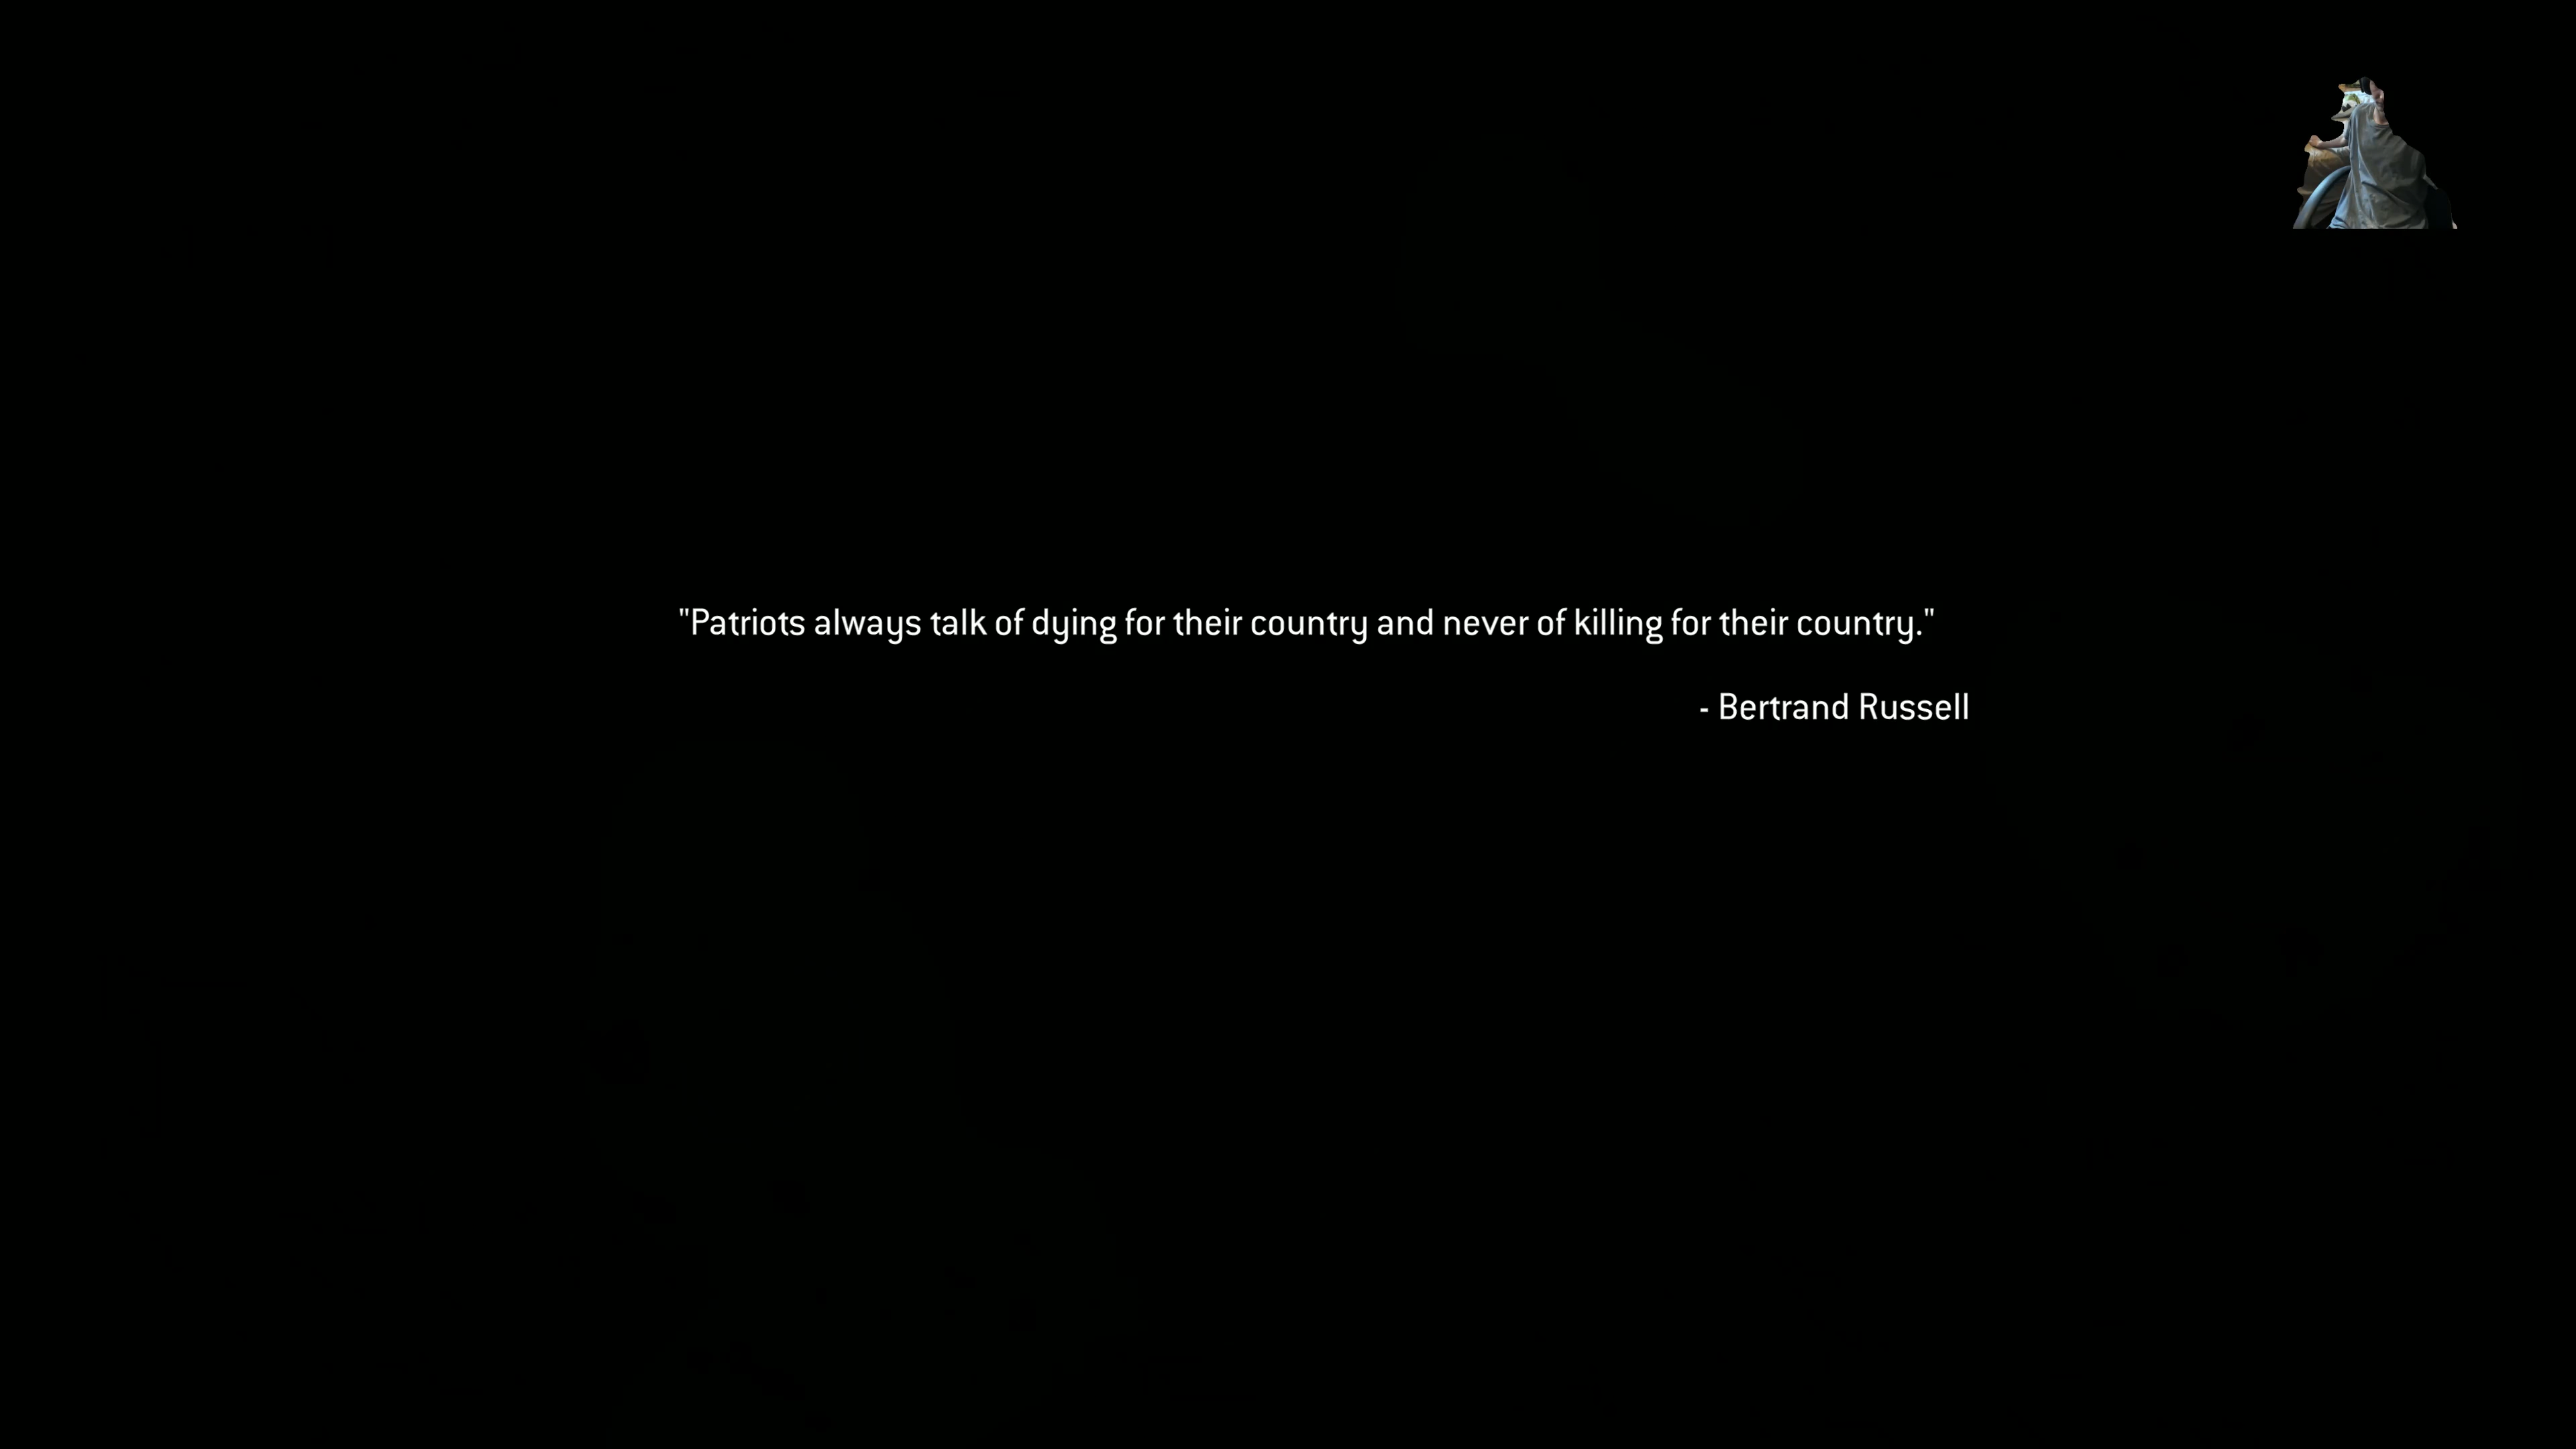 "Patriots always talk of dying for their country and never of killing for their country."
- Bertrand Russell